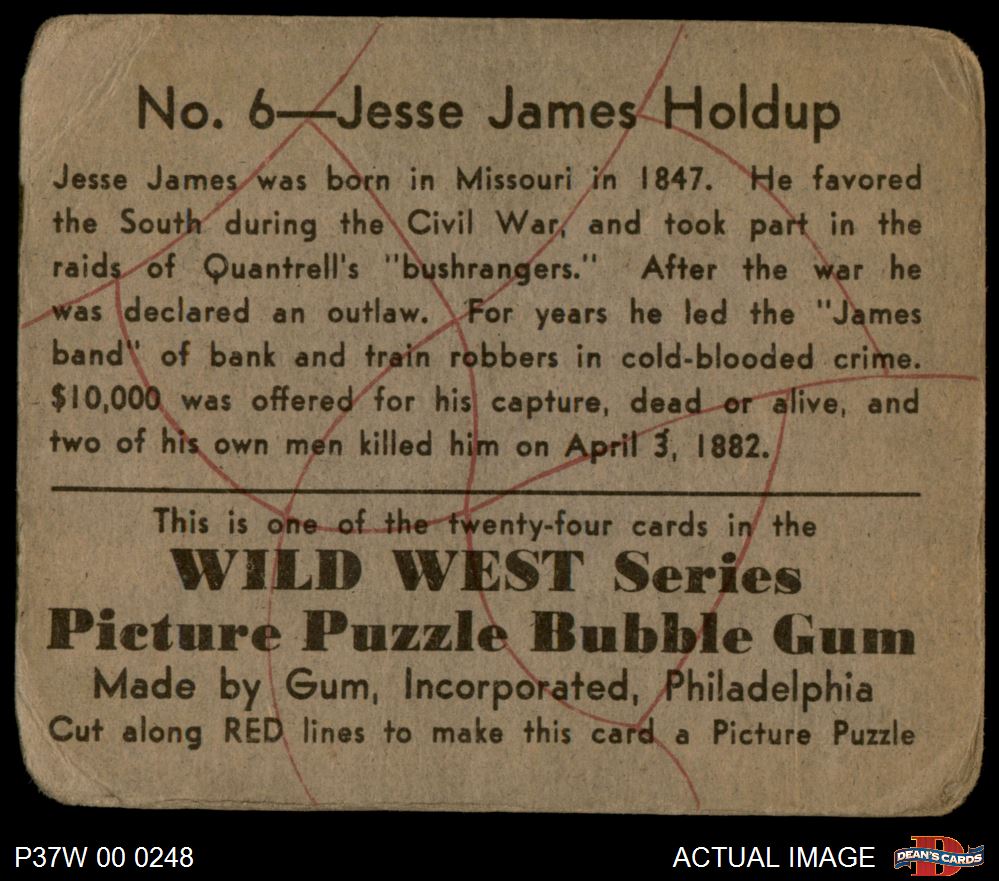 No. 6—Jesse James Holdup
Jesse James was born in Missouri in 1847. He favored
the South during the Civil War, and took part in the
raids of Quantrell's "bushrangers." After the war he
was declared an outlaw. For years he led the "James
band" of bank and train robbers in cold-blooded crime.
$10,000 was offered for his capture, dead or alive, and
two of his own men killed him on April 3, 1882.
This is one of the twenty-four cards in the
WILD WEST Series
Picture Puzzle Bubble Gum
Made by Gum, Incorporated, Philadelphia
Cut along RED lines to make this card a Picture Puzzle
P37W 00 0248
ACTUAL IMAGE
D
DEAN'S CARDS